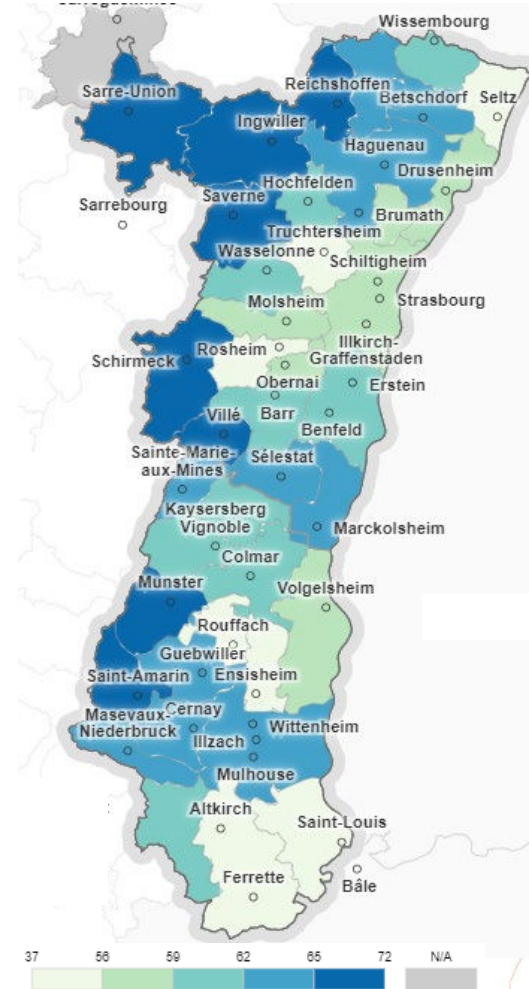 Wissembourg
Reichshoffen
Sarre-Union
Betschdorf
Seltz
Ingwiller
Haguenau
Drusenheim
Hochfelden
Saverne
Sarrebourg
Brumath
Truchtersheim
Wasselonne
Schiltigheim
Molsheim
Strasbourg
Schirmeck
Rosheim
Illkirch-
Graffenstaden
Obernai
Erstein
Barr
Villé
Benfeld
Sainte-Marie-
aux-Mines
Sélestat
Kaysersberg
Vignoble
Marckolsheim
Colmar
Munster
Volgelsheim
Rouffach
Guebwiller
Saint-Amarin
Ensisheim
Cernay
Masevaux-
Niederbruck
Wittenheim
Illzach
Mulhouse
Altkirch
Saint-Louis
Ferrette
Bâle
37 56 59 62 65 72 N/A